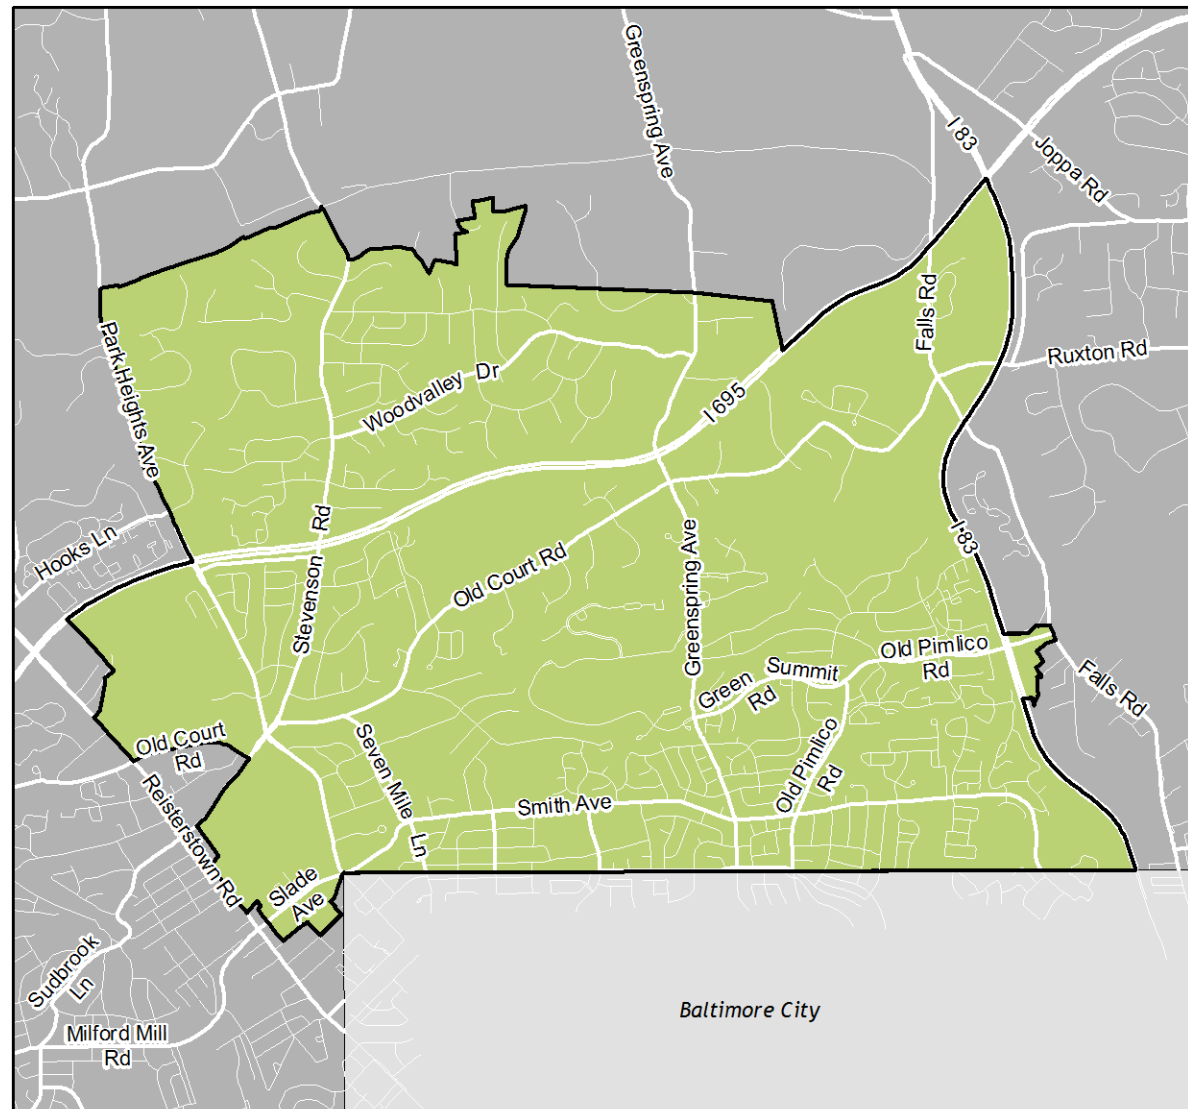 Greenspring Ave
I 83
Joppa Rd
Falls Rd
Ruxton Rd
Park Heights Ave
Woodvalley Dr
I 695
Hooks Ln
Stevenson Rd
Old Court Rd
Greenspring Ave
I 83
Old Pimlico
Rd
Green Summit
Rd
Falls Rd
Old Court
Rd
Seven Mile Ln
Old Pimlico
Rd
Reisterstown Rd
Smith Ave
Slade
Ave
Sudbrook
Ln
Baltimore City
Milford Mill
Rd